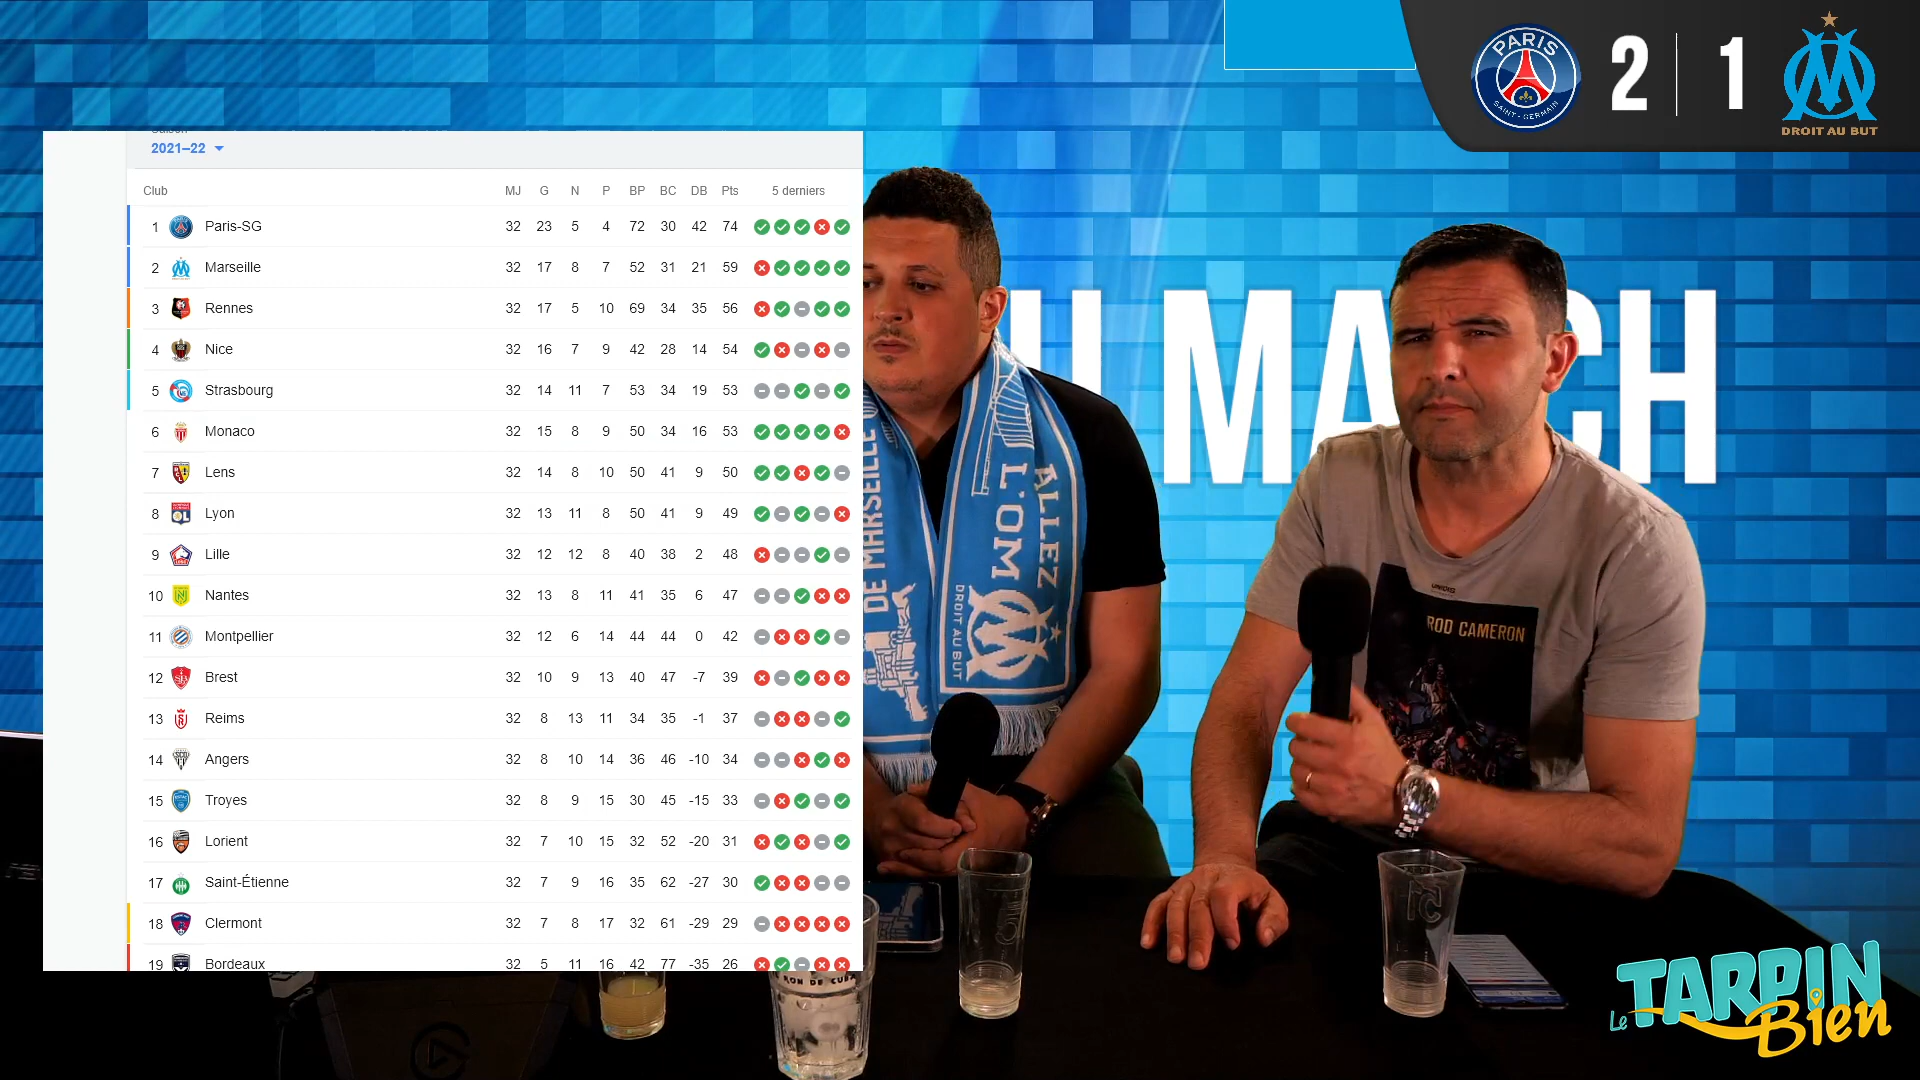 PARIS
SAINT-GERMAIN
2 1
DROIT AU BUT
2021–22
Club MJ G N P BP BC DB Pts 5 derniers
1 Paris-SG 32 23 5 4 72 30 42 74
2 Marseille 32 17 8 7 52 31 21 59
3 Rennes 32 17 5 10 69 34 35 56
4 Nice 32 16 7 9 42 28 14 54
5 Strasbourg 32 14 11 7 53 34 19 53
6 Monaco 32 15 8 9 50 34 16 53
7 Lens 32 14 8 10 50 41 9 50
8 Lyon 32 13 11 8 50 41 9 49
9 Lille 32 12 12 8 40 38 2 48
10 Nantes 32 13 8 11 41 35 6 47
11 Montpellier 32 12 6 14 44 44 0 42
12 Brest 32 10 9 13 40 47 -7 39
13 Reims 32 8 13 11 34 35 -1 37
14 Angers 32 8 10 14 36 46 -10 34
15 Troyes 32 8 9 15 30 45 -15 33
16 Lorient 32 7 10 15 32 52 -20 31
17 Saint-Étienne 32 7 9 16 35 62 -27 30
18 Clermont 32 7 8 17 32 61 -29 29
19 Bordeaux 32 5 11 16 42 77 -35 26
DE MARSEILLE
ALLEZ
L'OM
DROIT AU BUT
ROD CAMERON
RON DE CUBA
Le TARPIN
Bien